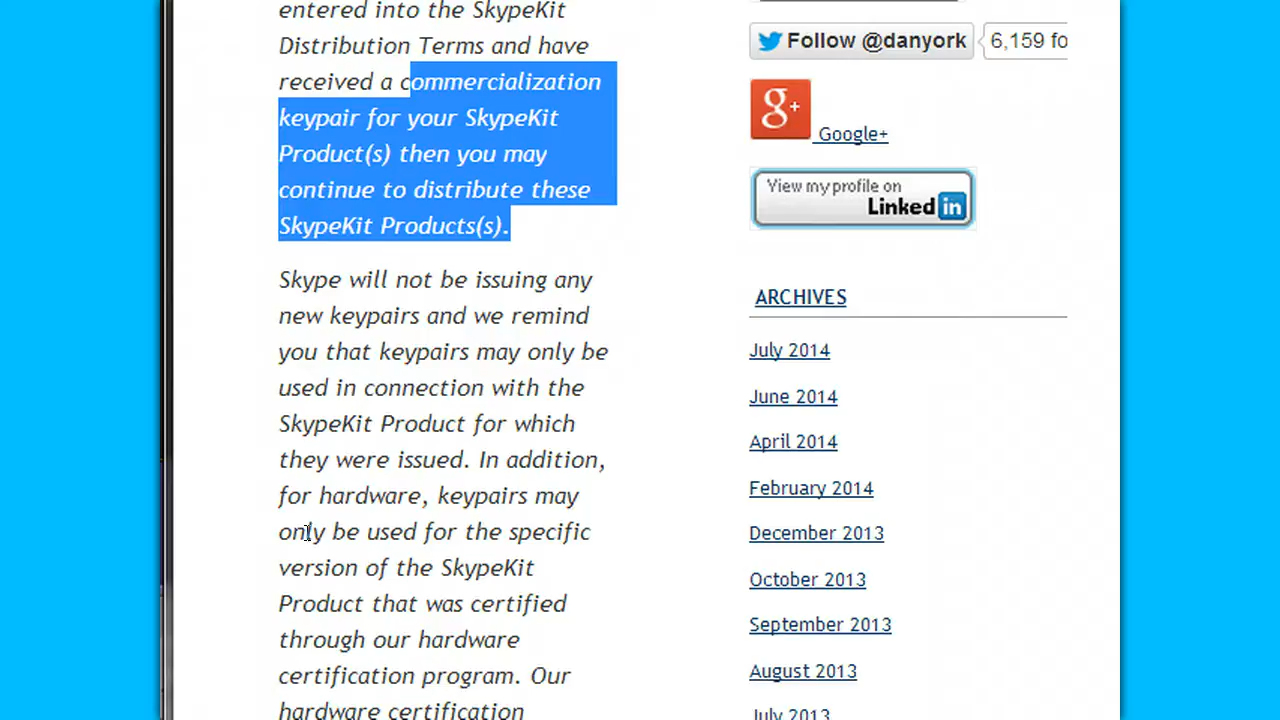 entered into the SkypeKit
Distribution Terms and have
received a commercialization
keypair for your SkypeKit
Product(s) then you may
continue to distribute these
SkypeKit Products(s).
Skype will not be issuing any
new keypairs and we remind
you that keypairs may only be
used in connection with the
SkypeKit Product for which
they were issued. In addition,
for hardware, keypairs may
only be used for the specific
version of the SkypeKit
Product that was certified
through our hardware
certification program. Our
hardware certification
Follow @danyork
6,159 fo
g+
Google+
View my profile on
Linked in
ARCHIVES
July 2014
June 2014
April 2014
February 2014
December 2013
October 2013
September 2013
August 2013
July 2013